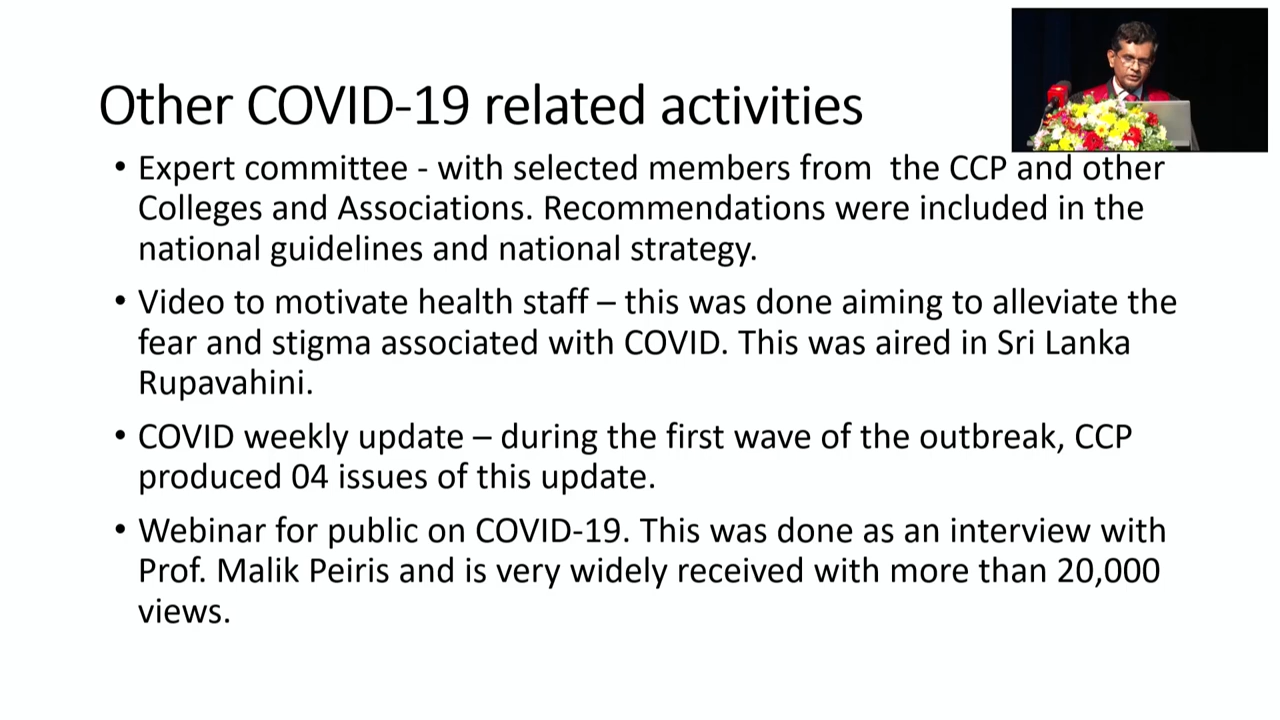 Other COVID-19 related activities
• Expert committee - with selected members from  the CCP and other
Colleges and Associations. Recommendations were included in the
national guidelines and national strategy.
• Video to motivate health staff – this was done aiming to alleviate the
fear and stigma associated with COVID. This was aired in Sri Lanka
Rupavahini.
• COVID weekly update – during the first wave of the outbreak, CCP
produced 04 issues of this update.
• Webinar for public on COVID-19. This was done as an interview with
Prof. Malik Peiris and is very widely received with more than 20,000
views.